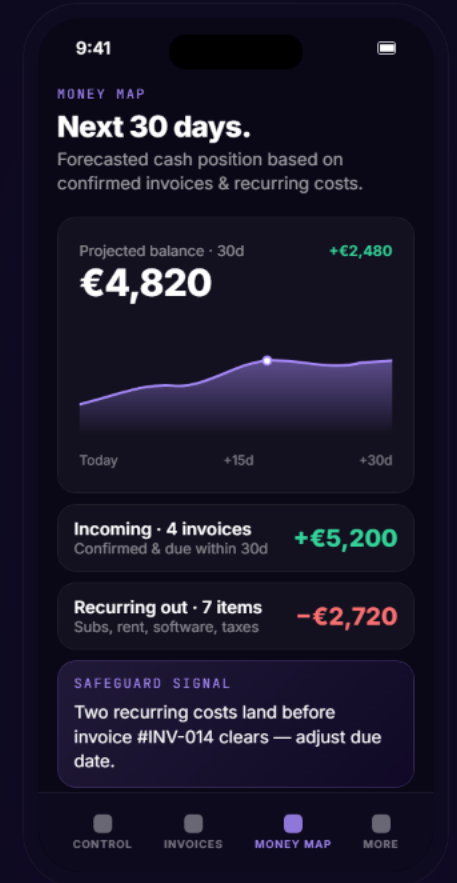 9:41
MONEY MAP
Next 30 days.
Forecasted cash position based on
confirmed invoices & recurring costs.
Projected balance · 30d
+€2,480
€4,820
Today
+15d
+30d
Incoming · 4 invoices
+€5,200
Confirmed & due within 30d
Recurring out · 7 items
−€2,720
Subs, rent, software, taxes
SAFEGUARD SIGNAL
Two recurring costs land before
invoice #INV-014 clears — adjust due
date.
CONTROL
INVOICES
MONEY MAP
MORE